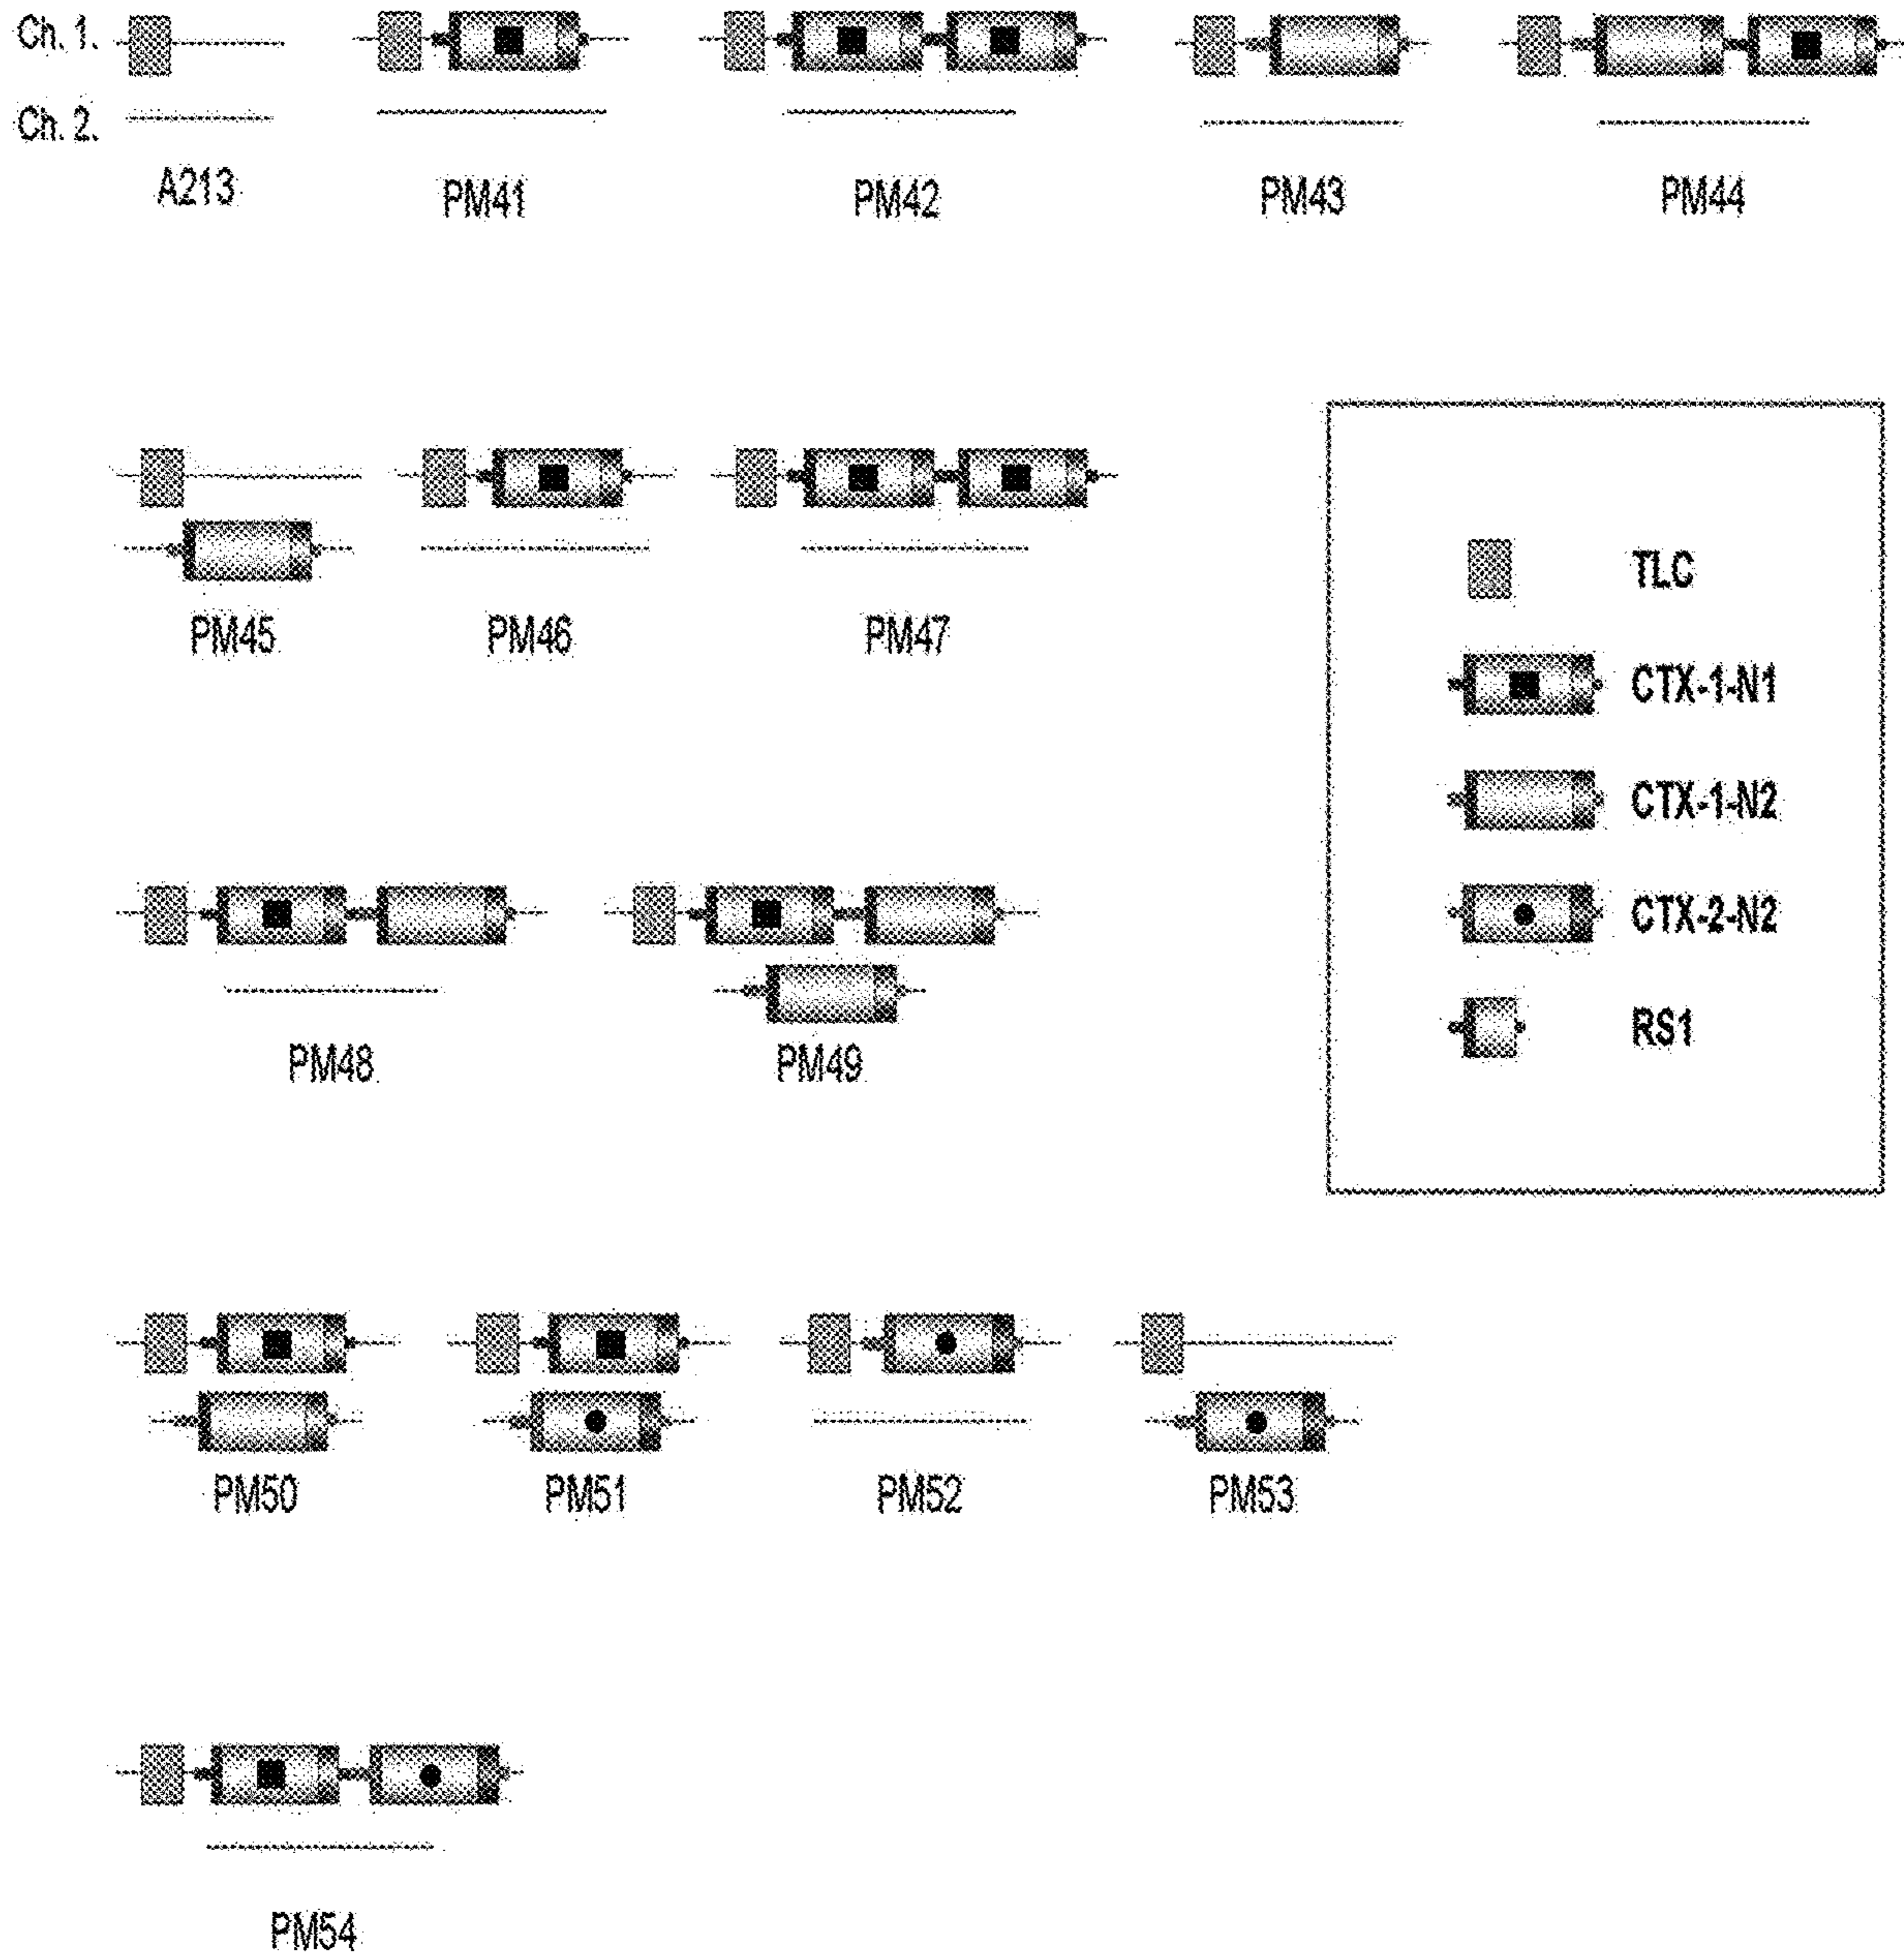 Ch. 1.
Ch. 2.
A213 PM41 PM42 PM43 PM44
PM45 PM46 PM47
TLC
CTX-1-N1
CTX-1-N2
CTX-2-N2
RS1
PM48 PM49
PM50 PM51 PM52 PM53
PM54